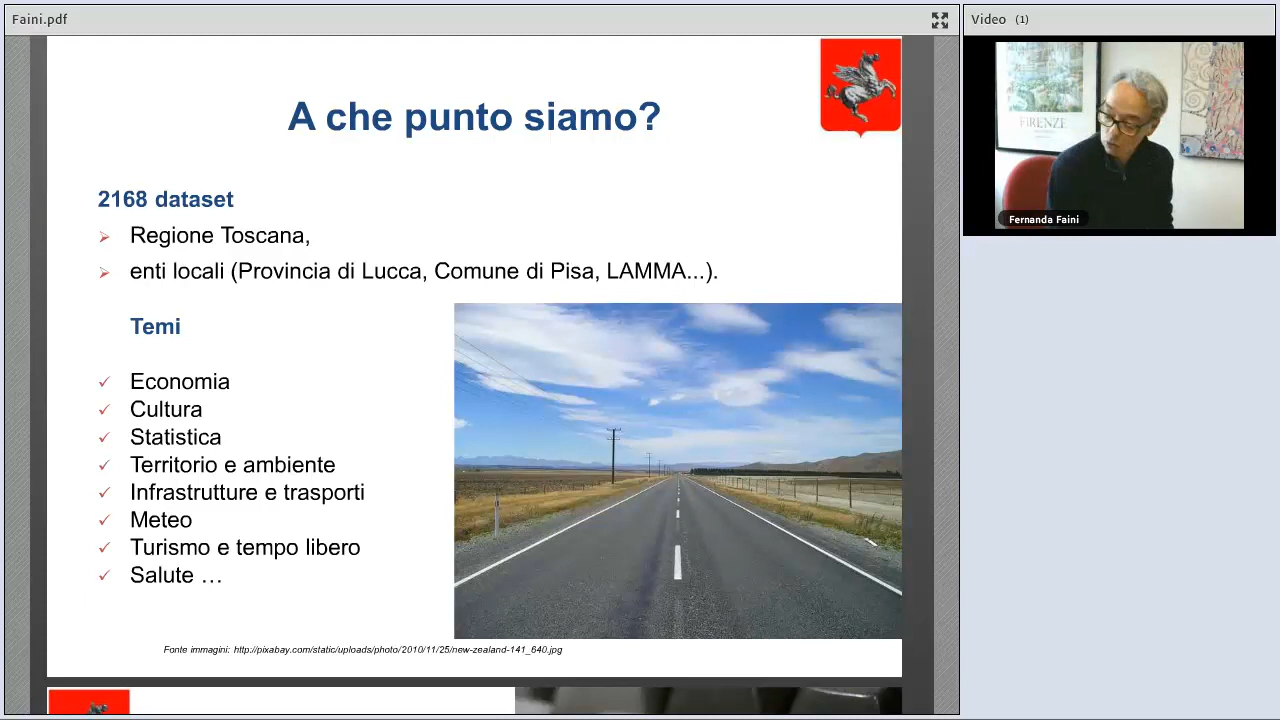 Faini.pdf
Video (1)
A che punto siamo?
FIRENZE
Fernanda Faini
2168 dataset
Regione Toscana,
enti locali (Provincia di Lucca, Comune di Pisa, LAMMA...).
Temi
Economia
Cultura
Statistica
Territorio e ambiente
Infrastrutture e trasporti
Meteo
Turismo e tempo libero
Salute …
Fonte immagini: http://pixabay.com/static/uploads/photo/2010/11/25/new-zealand-141_640.jpg